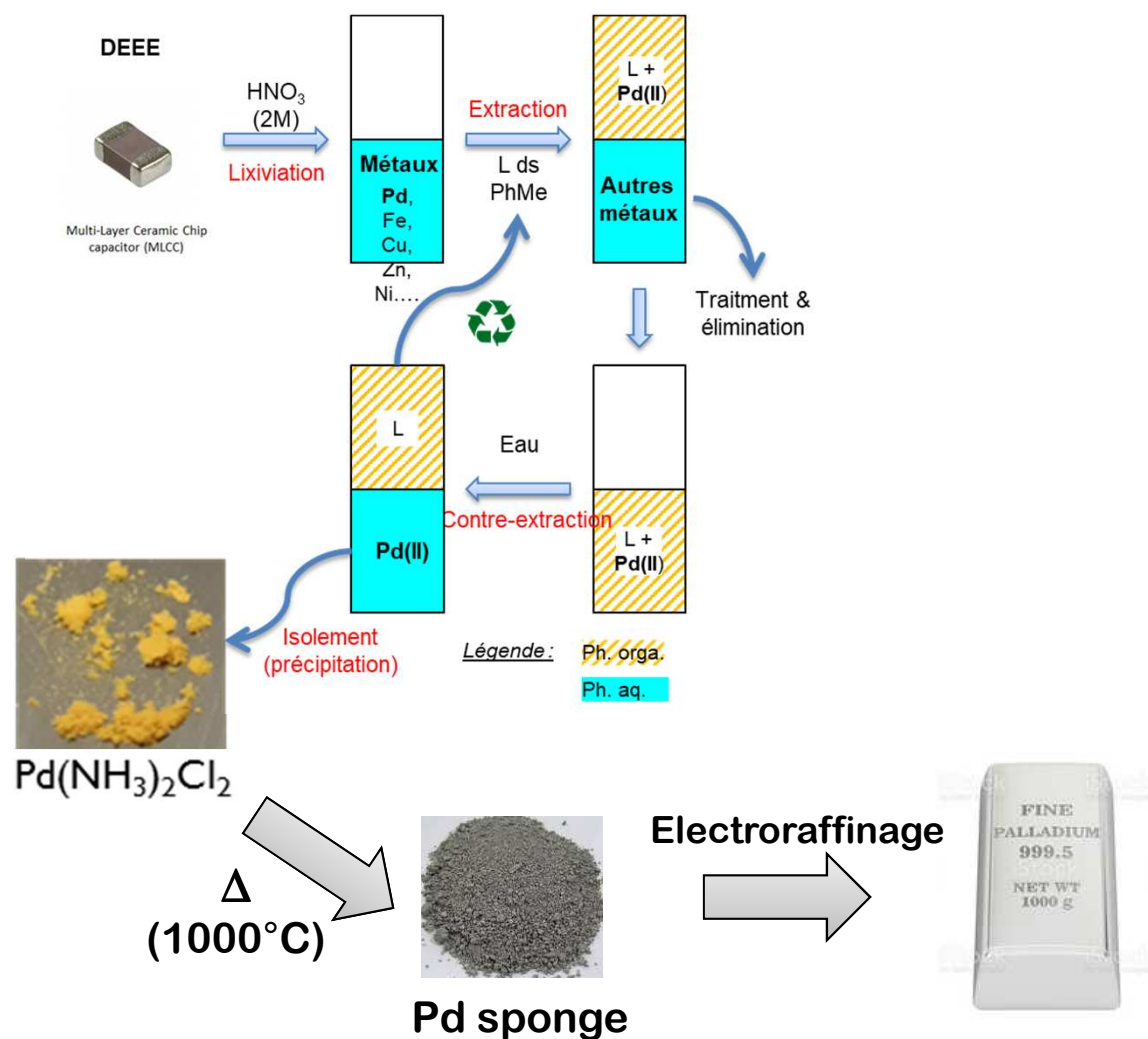 DEEE
HNO₃
(2M)
Lixiviation
Multi-Layer Ceramic Chip
capacitor (MLCC)
Métaux
Pd,
Fe,
Cu,
Zn,
Ni....
Extraction
L ds
PhMe
L +
Pd(II)
Autres
métaux
Traitment &
élimination
L
Pd(II)
Eau
Contre-extraction
L +
Pd(II)
Isolement
(précipitation)
Légende :
Ph. orga.
Ph. aq.
Pd(NH₃)₂Cl₂
Δ
(1000°C)
Pd sponge
Electroraffinage
FINE
PALLADIUM
999.5
NET WT
1000 g